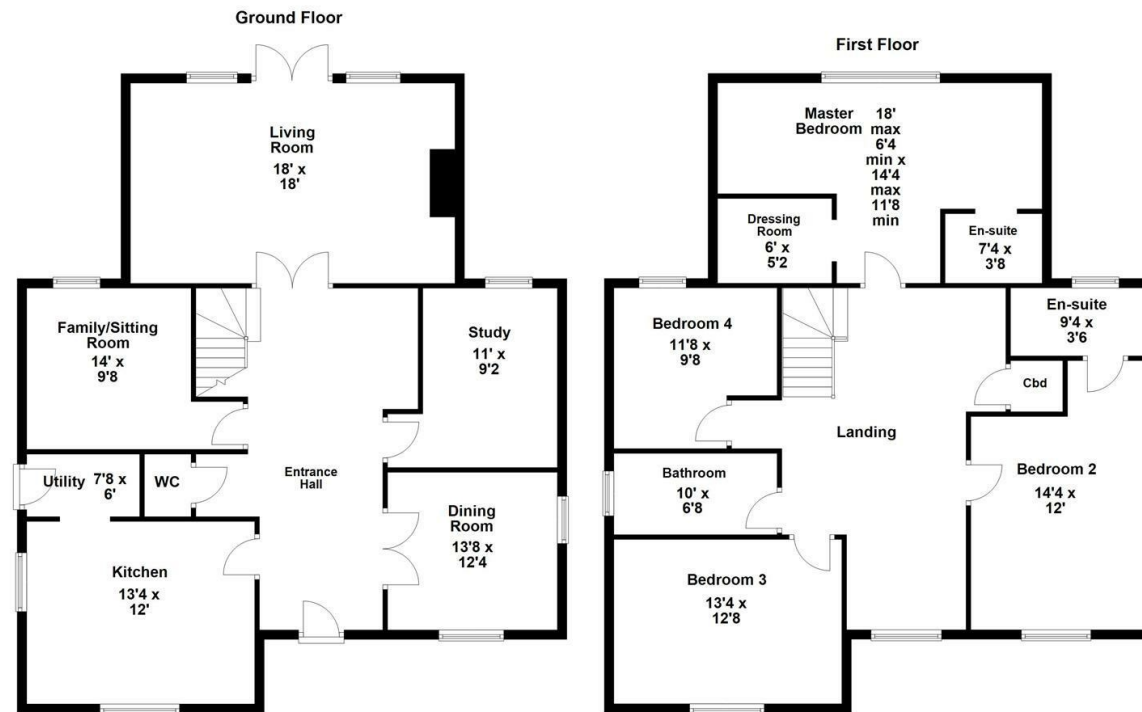 Ground Floor
Living
Room
18' x
18'
Family/Sitting
Room
14' x
9'8
Study
11' x
9'2
Utility
7'8 x
6'
WC
Entrance
Hall
Dining
Room
13'8 x
12'4
Kitchen
13'4 x
12'
First Floor
Master
Bedroom
18'
max
6'4
min x
14'4
max
11'8
min
Dressing
Room
6' x
5'2
En-suite
7'4 x
3'8
En-suite
9'4 x
3'6
Bedroom 4
11'8 x
9'8
Cbd
Landing
Bathroom
10' x
6'8
Bedroom 2
14'4 x
12'
Bedroom 3
13'4 x
12'8